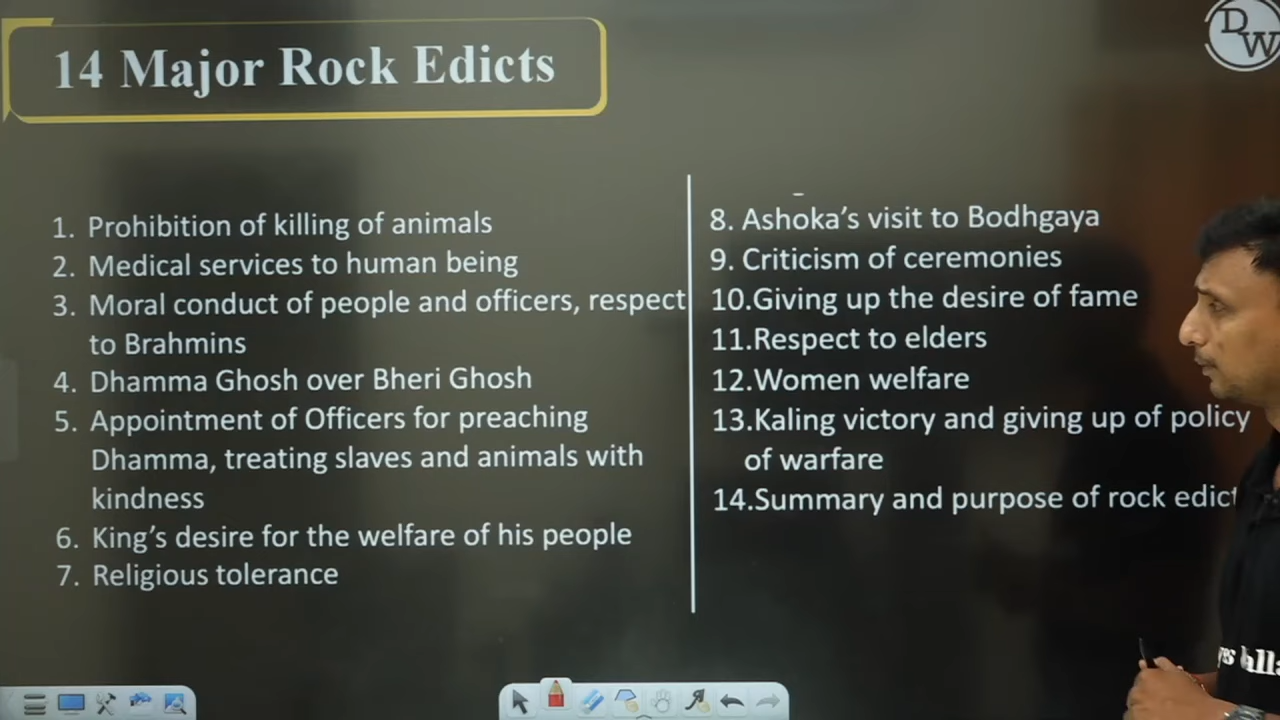 14 Major Rock Edicts
DW
1. Prohibition of killing of animals
2. Medical services to human being
3. Moral conduct of people and officers, respect
to Brahmins
4. Dhamma Ghosh over Bheri Ghosh
5. Appointment of Officers for preaching
Dhamma, treating slaves and animals with
kindness
6. King's desire for the welfare of his people
7. Religious tolerance
8. Ashoka's visit to Bodhgaya
9. Criticism of ceremonies
10.Giving up the desire of fame
11.Respect to elders
12.Women welfare
13.Kaling victory and giving up of policy
of warfare
14.Summary and purpose of rock edict